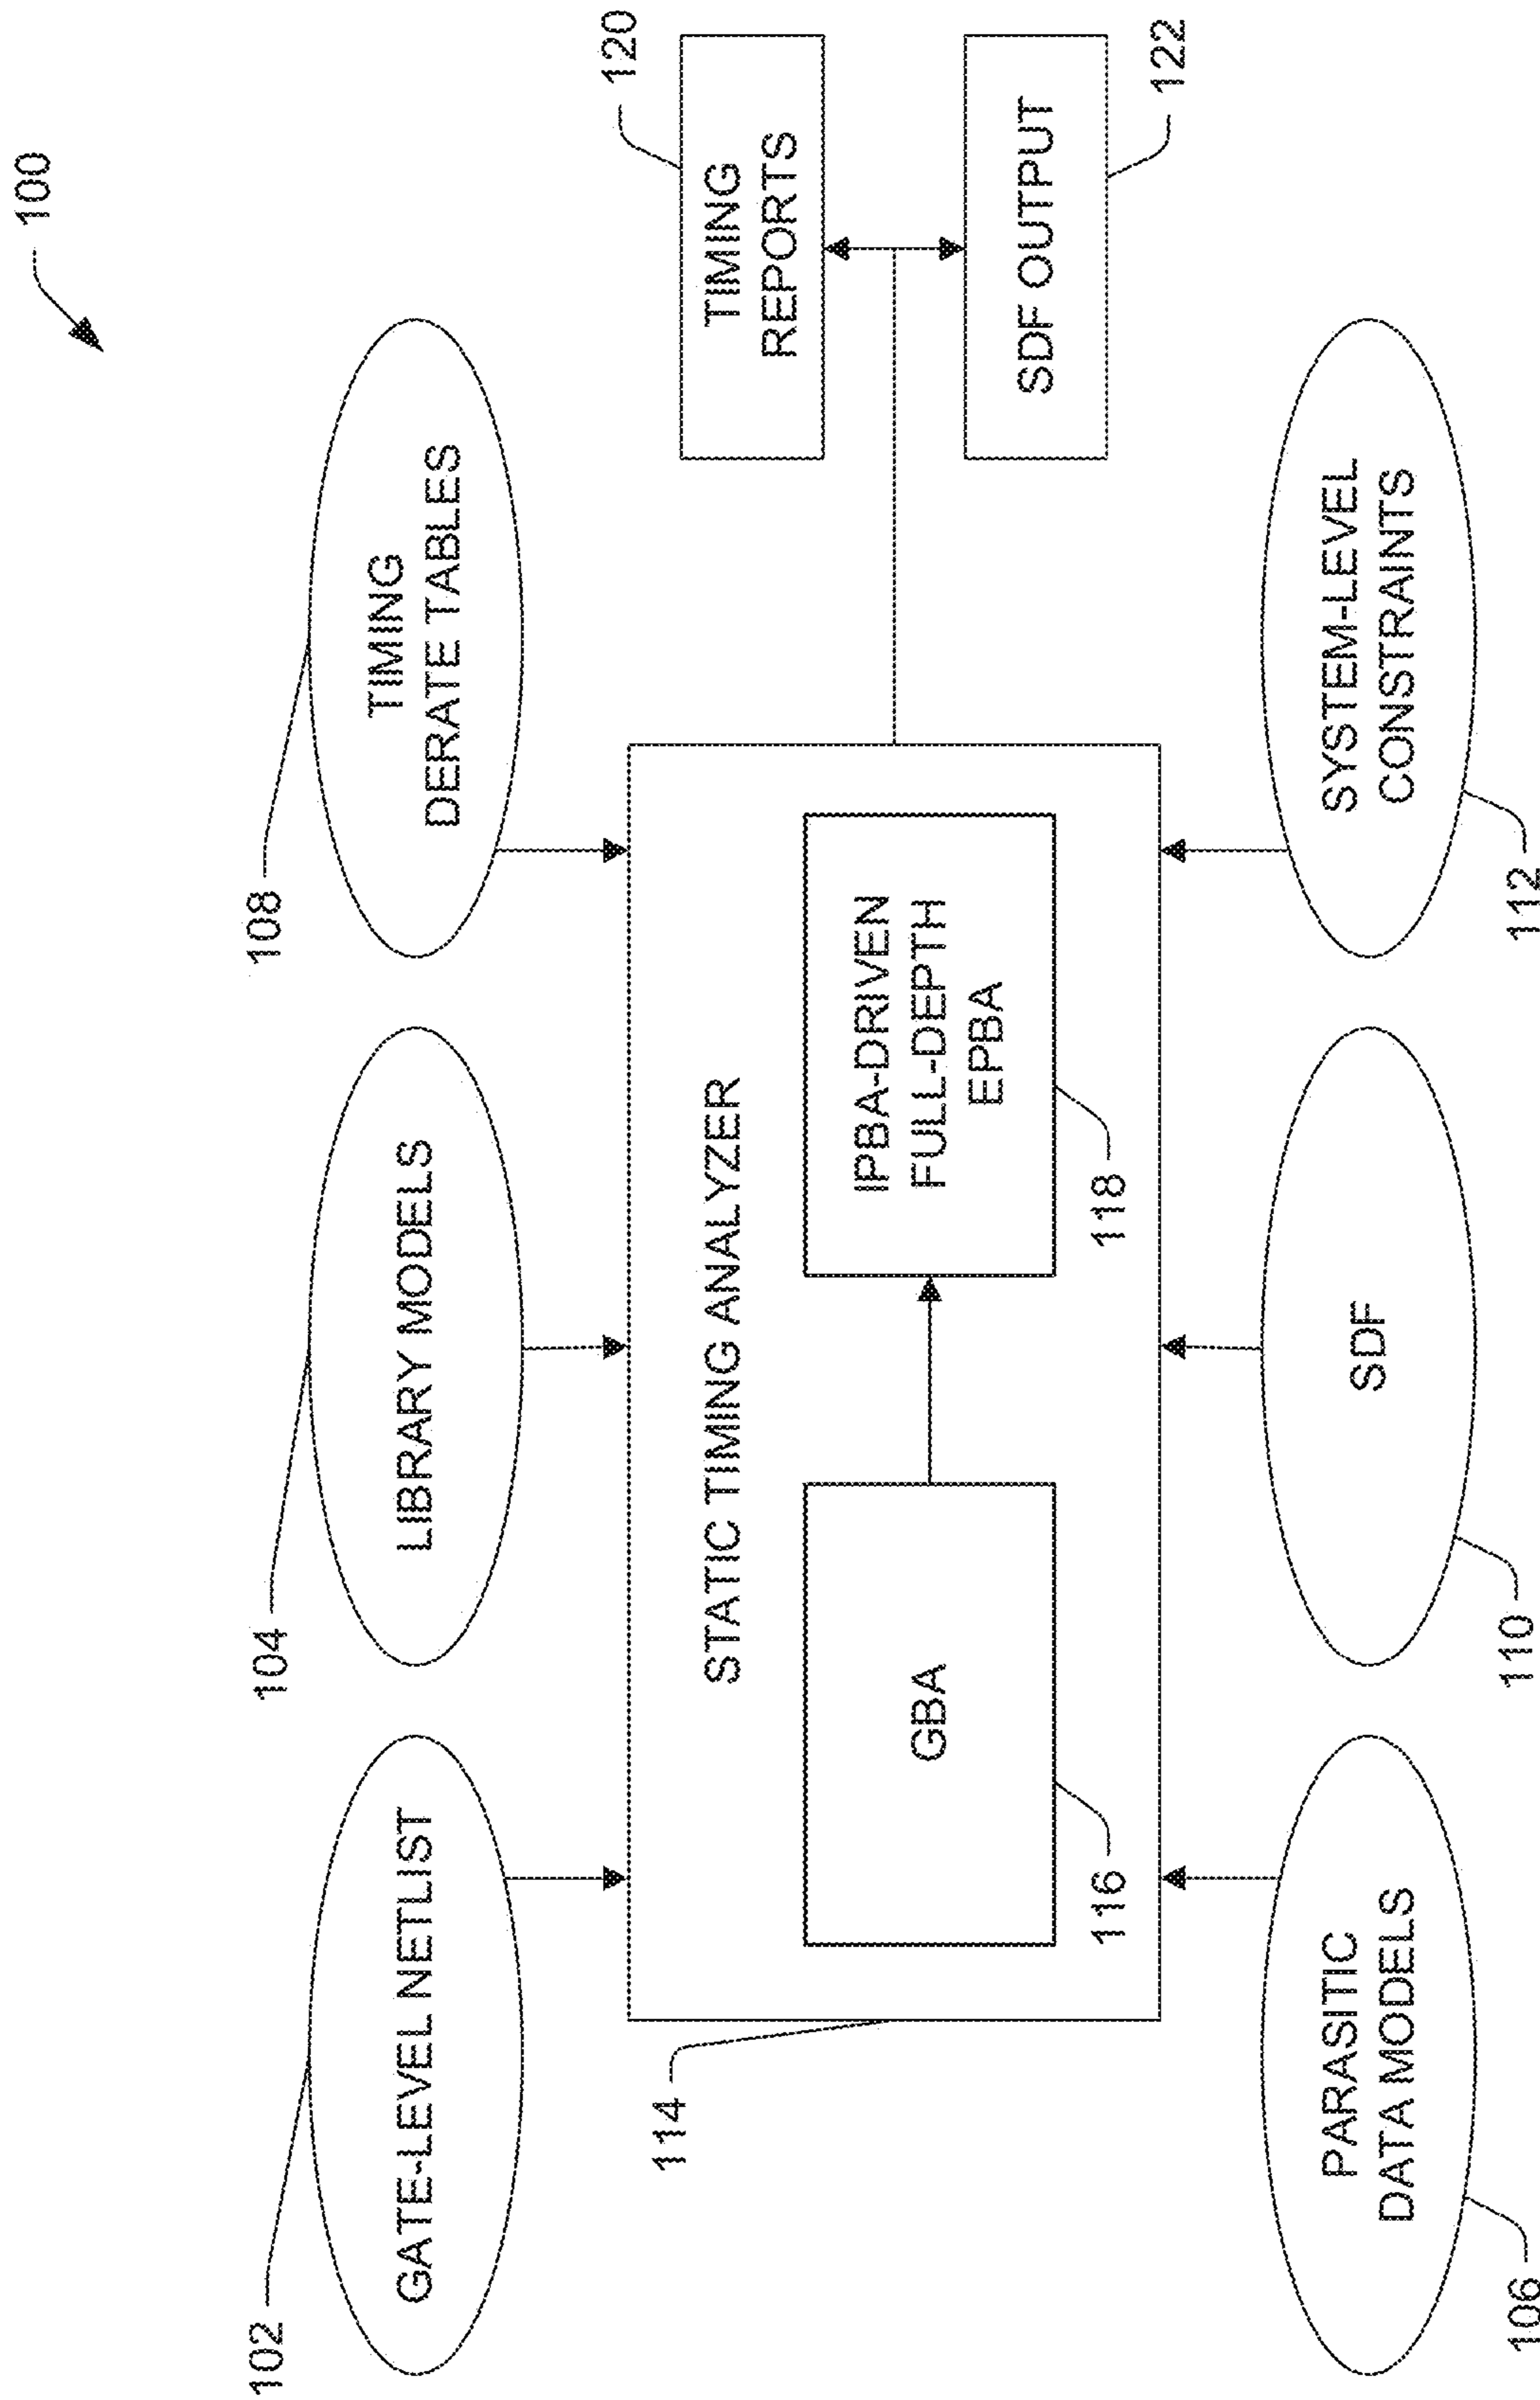 100
102
GATE-LEVEL NETLIST
104
LIBRARY MODELS
108
TIMING
DERATE TABLES
114
STATIC TIMING ANALYZER
GBA
116
IPBA-DRIVEN
FULL-DEPTH
EPBA
118
120
TIMING
REPORTS
SDF OUTPUT
122
PARASITIC
DATA MODELS
106
SDF
110
SYSTEM-LEVEL
CONSTRAINTS
112